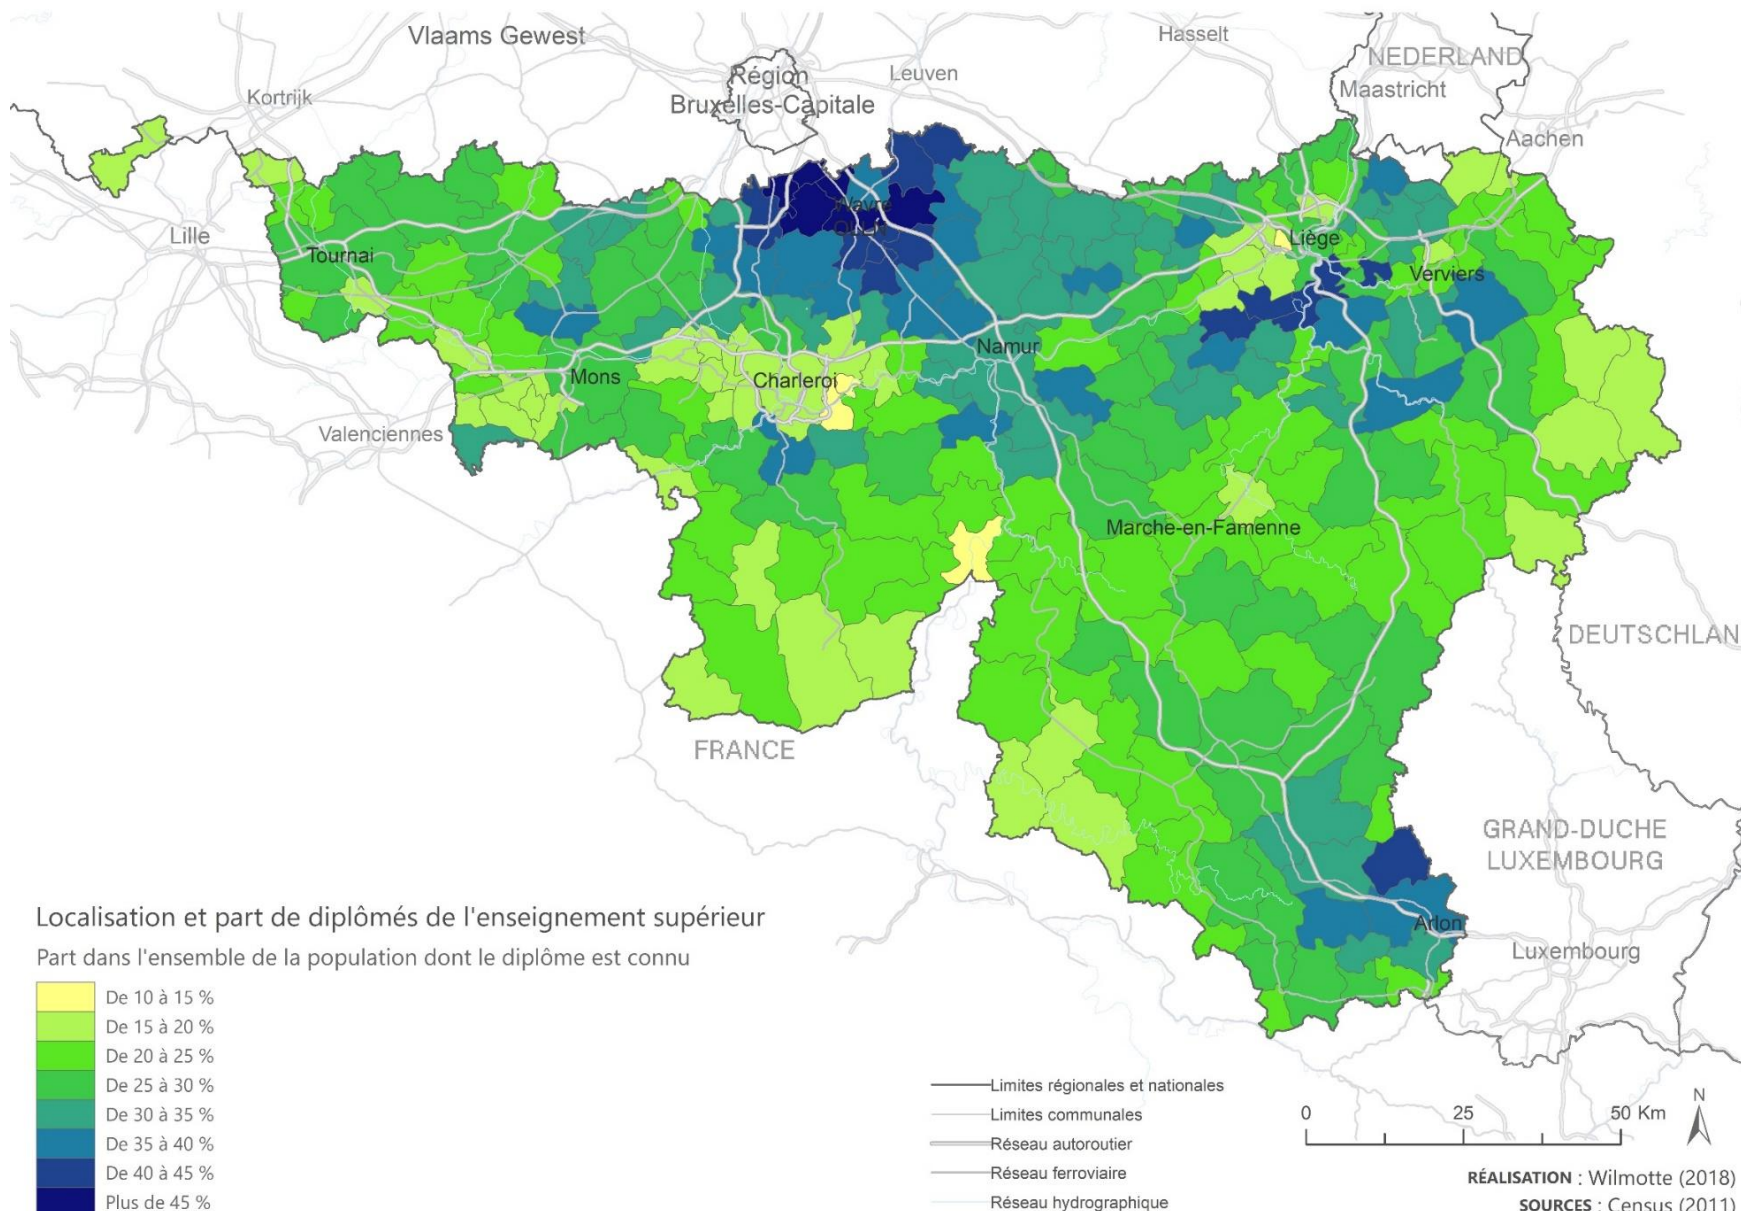 Vlaams Gewest
Hasselt
NEDERLAND
Maastricht
Région
Bruxelles-Capitale
Leuven
Kortrijk
Aachen
Wavre
Lille
Tournai
Liège
Verviers
Namur
Mons
Charleroi
Valenciennes
Marche-en-Famenne
DEUTSCHLAN
FRANCE
GRAND-DUCHE
LUXEMBOURG
Arlon
Luxembourg
Localisation et part de diplômés de l'enseignement supérieur
Part dans l'ensemble de la population dont le diplôme est connu
De 10 à 15 %
De 15 à 20 %
De 20 à 25 %
De 25 à 30 %
De 30 à 35 %
De 35 à 40 %
De 40 à 45 %
Plus de 45 %
Limites régionales et nationales
Limites communales
Réseau autoroutier
Réseau ferroviaire
Réseau hydrographique
0 25 50 Km
N
RÉALISATION : Wilmotte (2018)
SOURCES : Census (2011)